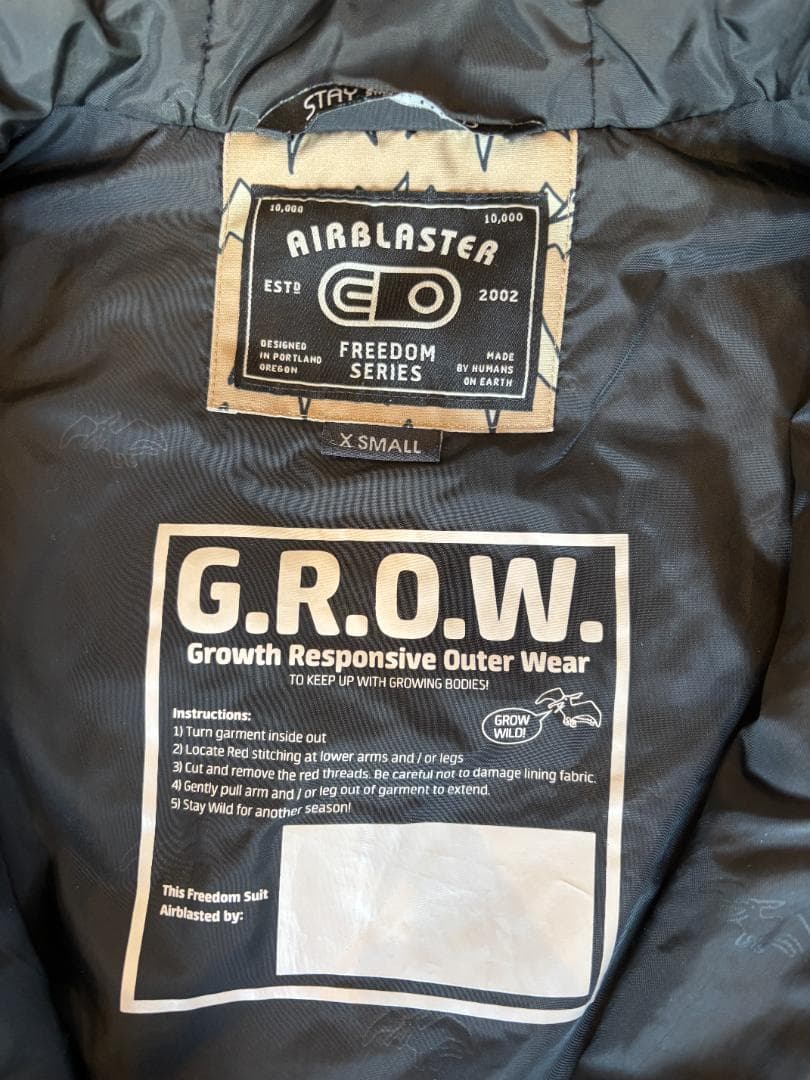 STAY
10,000
10,000
AIRBLASTER
ESTD
2002
DESIGNED
IN PORTLAND
OREGON
FREEDOM
SERIES
MADE
BY HUMANS
ON EARTH
X SMALL
G.R.O.W.
Growth Responsive Outer Wear
TO KEEP UP WITH GROWING BODIES!
GROW
WILD!
Instructions:
1) Turn garment inside out
2) Locate Red stitching at lower arms and / or legs
3) Cut and remove the red threads. Be careful not to damage lining fabric.
4) Gently pull arm and / or leg out of garment to extend.
5) Stay Wild for another season!
This Freedom Suit
Airblasted by: